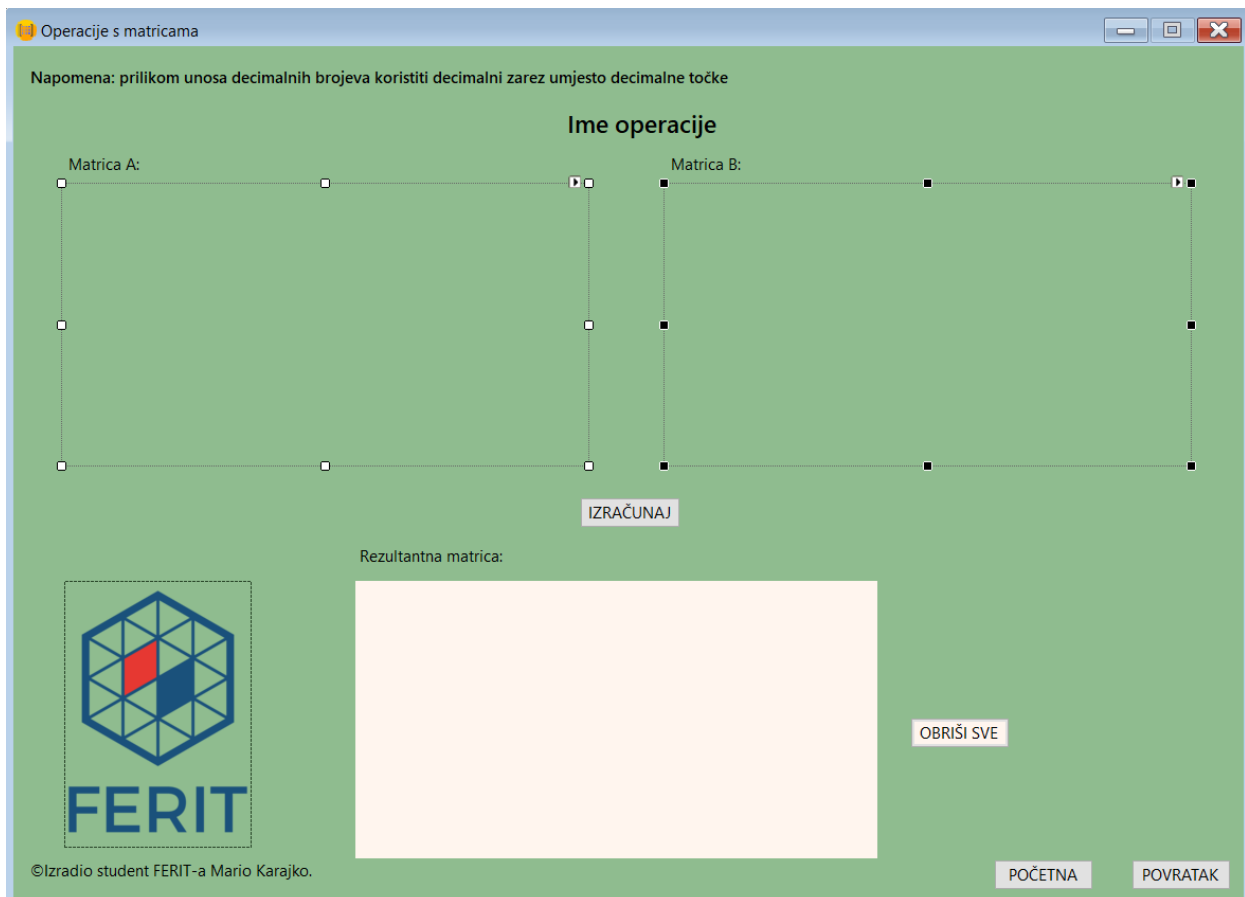 Operacije s matricama
Napomena: prilikom unosa decimalnih brojeva koristiti decimalni zarez umjesto decimalne točke
Ime operacije
Matrica A:
Matrica B:
IZRAČUNAJ
Rezultantna matrica:
OBRIŠI SVE
FERIT
©Izradio student FERIT-a Mario Karajko.
POČETNA
POVRATAK